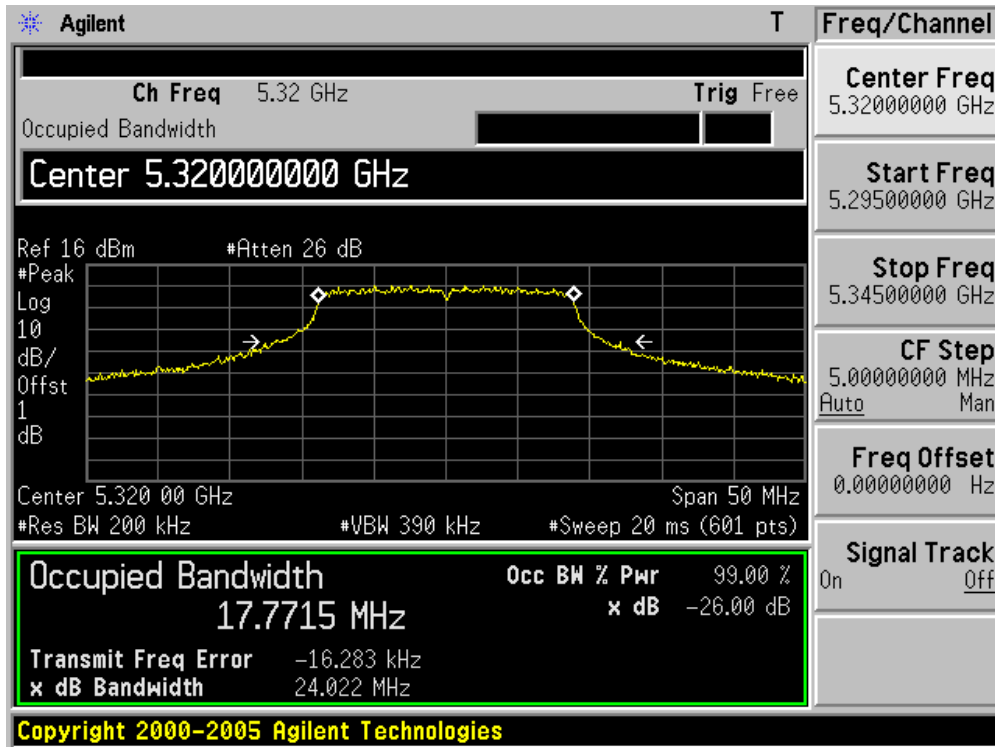 Agilent T
Ch Freq 5.32 GHz Trig Free
Occupied Bandwidth
Center 5.320000000 GHz
Ref 16 dBm #Atten 26 dB
#Peak
Log
10
dB/
Offst
1
dB
Center 5.320 00 GHz Span 50 MHz
#Res BW 200 kHz #VBW 390 kHz #Sweep 20 ms (601 pts)
Occupied Bandwidth
17.7715 MHz
Occ BW % Pwr 99.00 %
x dB -26.00 dB
Transmit Freq Error -16.283 kHz
x dB Bandwidth 24.022 MHz
Copyright 2000-2005 Agilent Technologies
Freq/Channel
Center Freq
5.32000000 GHz
Start Freq
5.29500000 GHz
Stop Freq
5.34500000 GHz
CF Step
5.00000000 MHz
Auto Man
Freq Offset
0.00000000 Hz
Signal Track
On Off